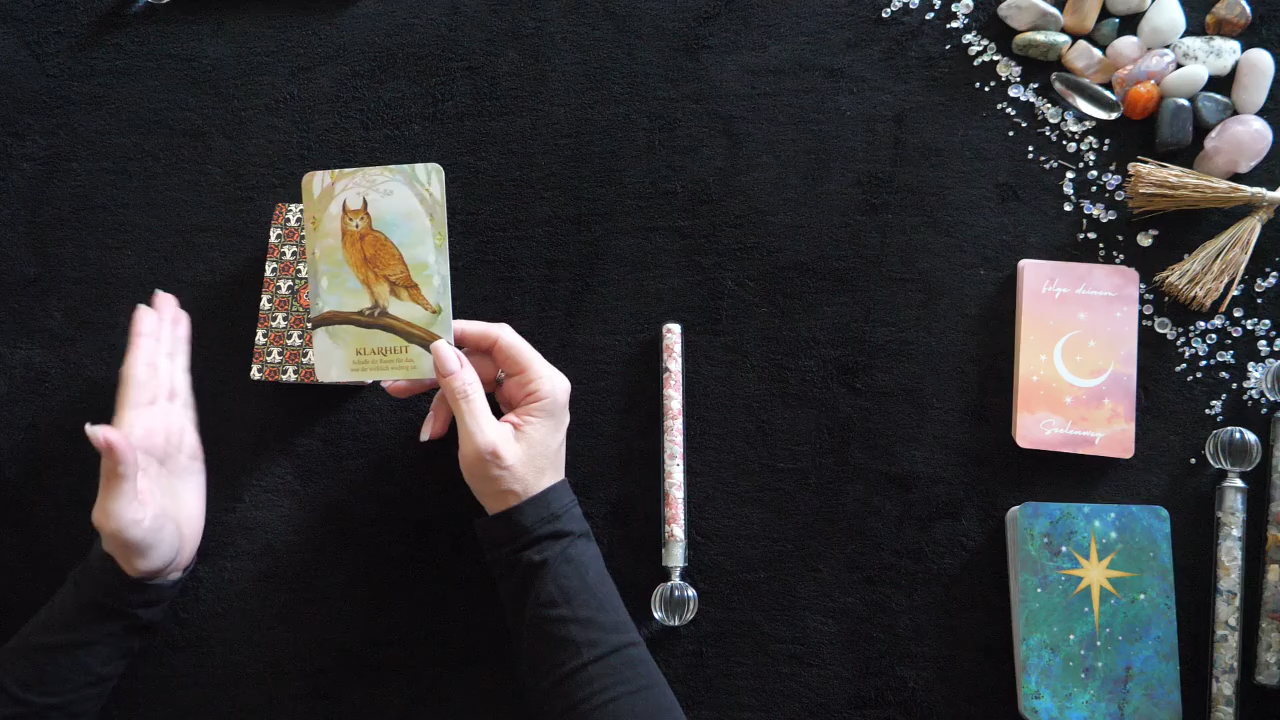 KLARHEIT
Schaffe dir Raum für das,
was dir wirklich wichtig ist
folge deinem
Seelenweg